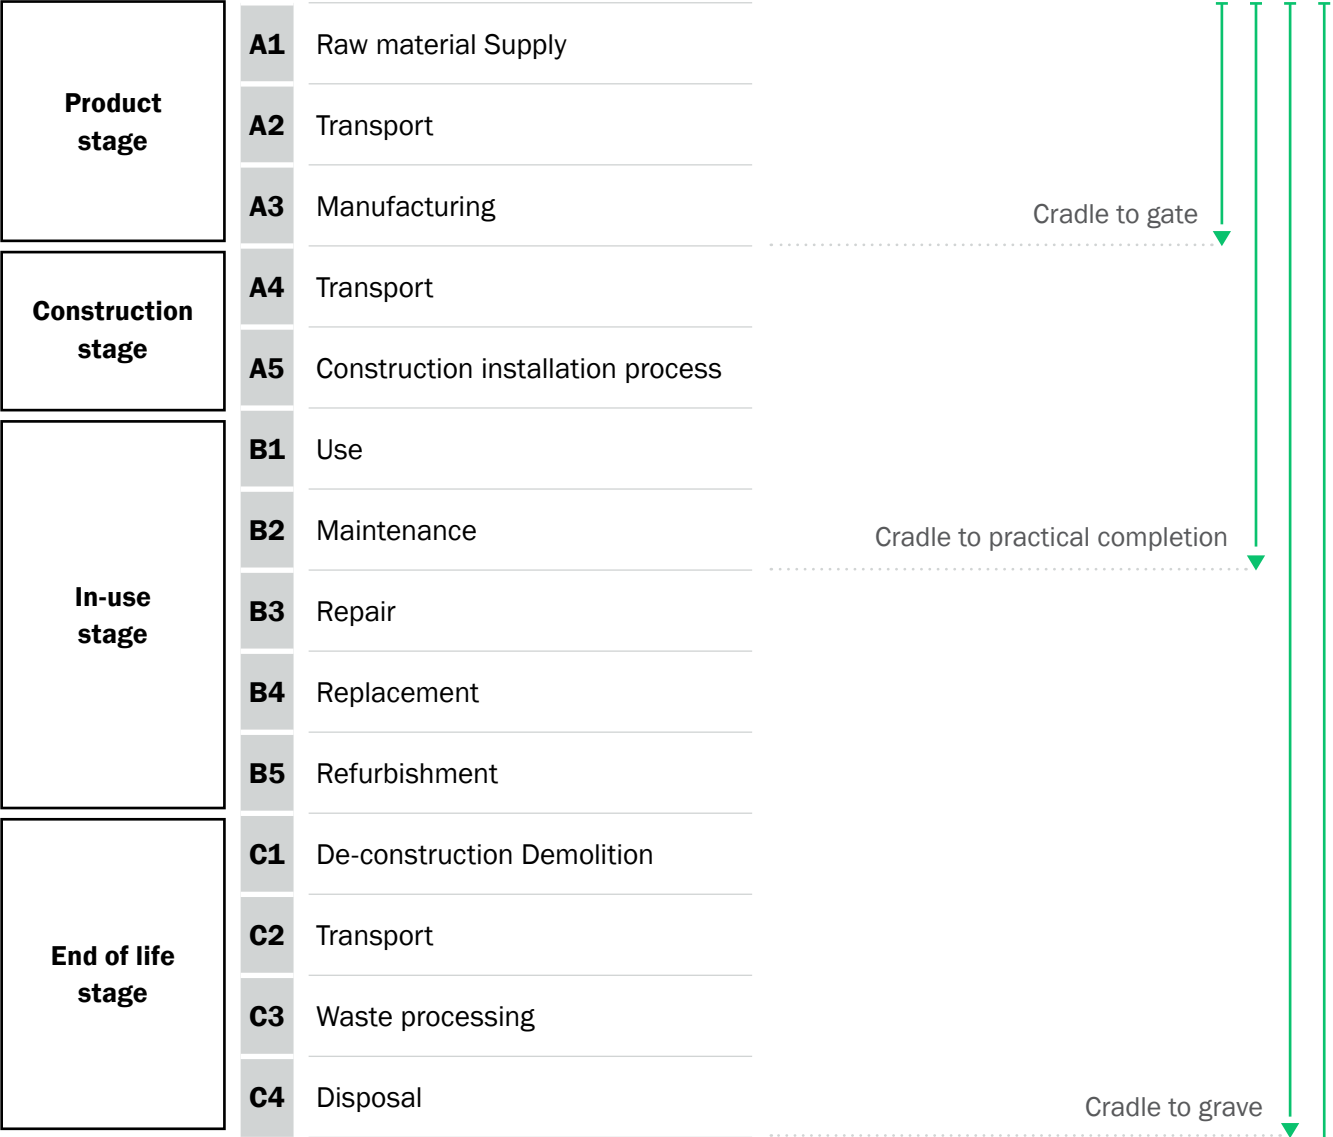 Product
stage
A1 Raw material Supply
A2 Transport
A3 Manufacturing
Cradle to gate
Construction
stage
A4 Transport
A5 Construction installation process
In-use
stage
B1 Use
B2 Maintenance
Cradle to practical completion
B3 Repair
B4 Replacement
B5 Refurbishment
End of life
stage
C1 De-construction Demolition
C2 Transport
C3 Waste processing
C4 Disposal
Cradle to grave